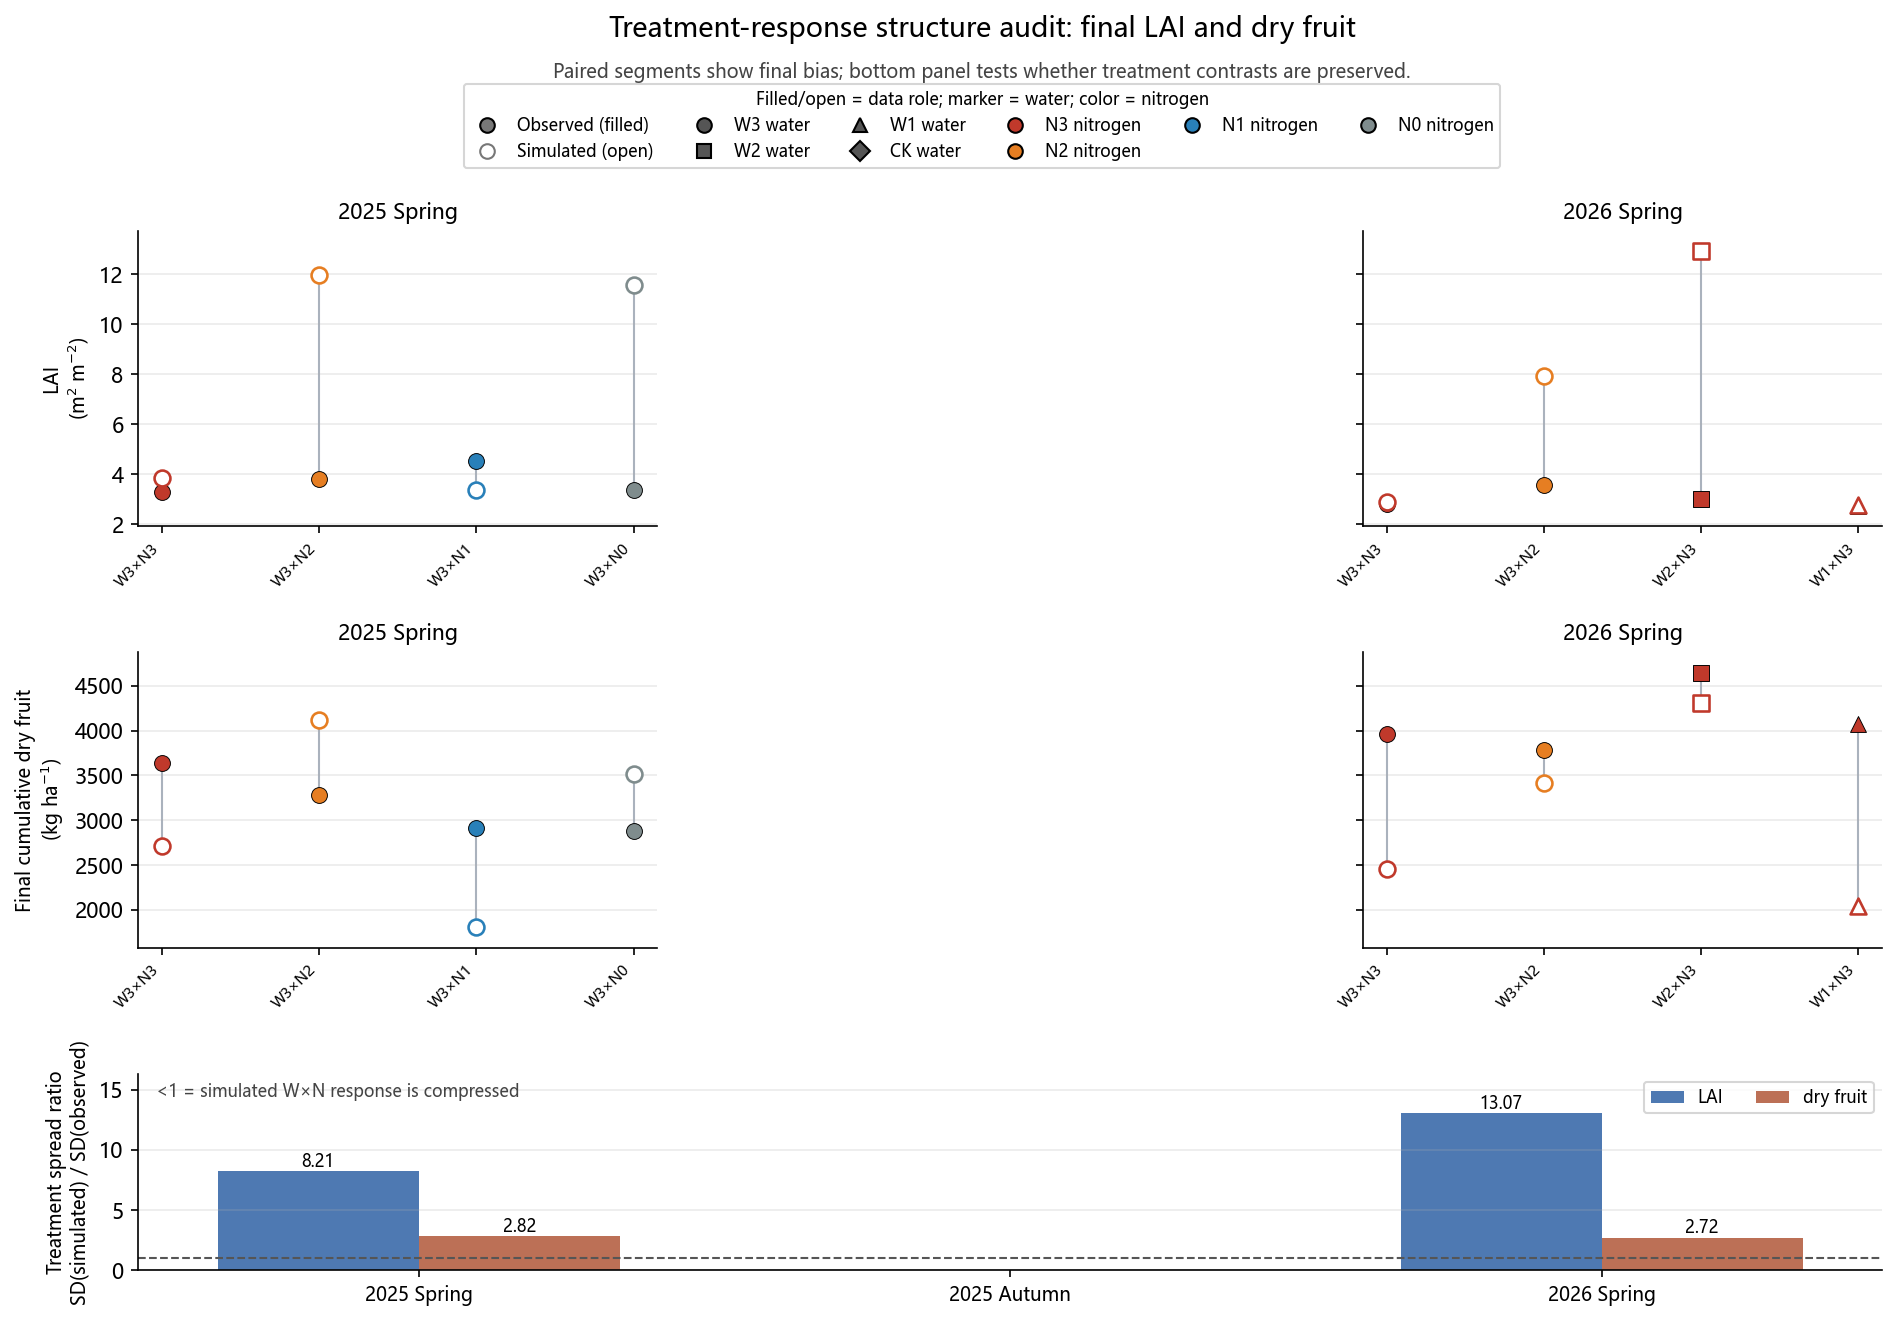 Treatment-response structure audit: final LAI and dry fruit
Paired segments show final bias; bottom panel tests whether treatment contrasts are preserved.
Filled/open = data role; marker = water; color = nitrogen
Observed (filled) W3 water W1 water N3 nitrogen N1 nitrogen N0 nitrogen
Simulated (open) W2 water CK water N2 nitrogen
2025 Spring 2026 Spring
LAI
(m² m⁻²)
12
10
8
6
4
2
W3×N3 W3×N2 W3×N1 W3×N0
W3×N3 W3×N2 W2×N3 W1×N3
2025 Spring 2026 Spring
Final cumulative dry fruit
(kg ha⁻¹)
4500
4000
3500
3000
2500
2000
W3×N3 W3×N2 W3×N1 W3×N0
W3×N3 W3×N2 W2×N3 W1×N3
Treatment spread ratio
SD(simulated) / SD(observed)
15
10
5
0
<1 = simulated W×N response is compressed
LAI dry fruit
8.21
2.82
13.07
2.72
2025 Spring 2025 Autumn 2026 Spring